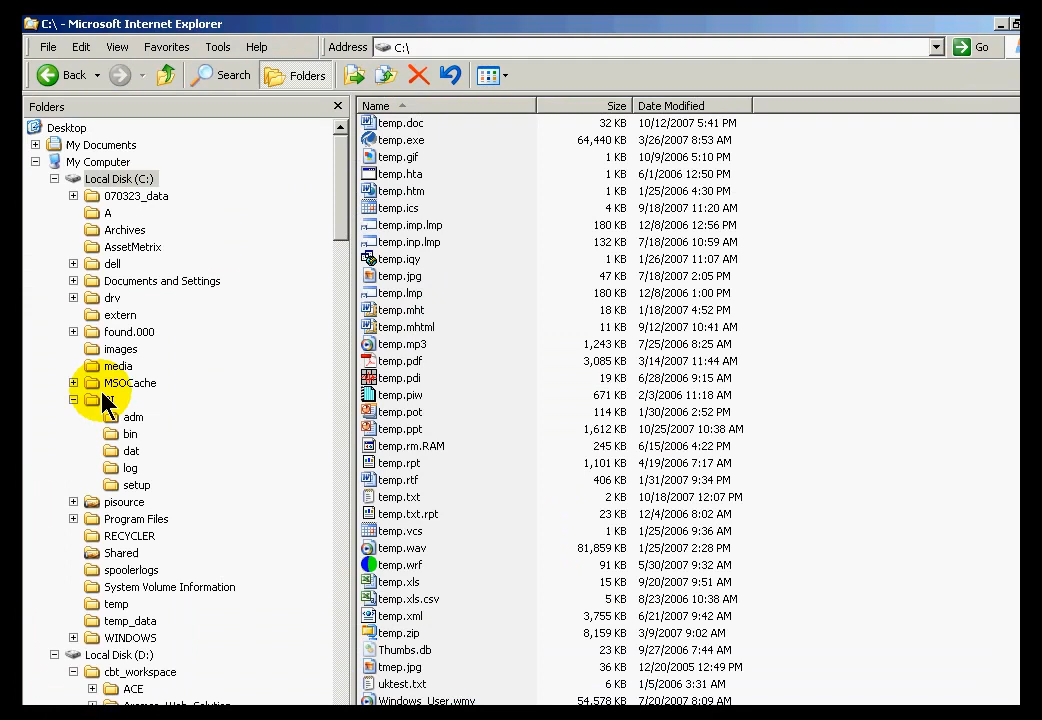 C:\ - Microsoft Internet Explorer
File Edit View Favorites Tools Help Address C:\ Go
Back Search Folders
Folders
Desktop
My Documents
My Computer
Local Disk (C:)
070323_data
A
Archives
AssetMetrix
dell
Documents and Settings
drv
extern
found.000
images
media
MSOCache
adm
bin
dat
log
setup
pisource
Program Files
RECYCLER
Shared
spoolerlogs
System Volume Information
temp
temp_data
WINDOWS
Local Disk (D:)
cbt_workspace
ACE
Name Size Date Modified
temp.doc 32 KB 10/12/2007 5:41 PM
temp.exe 64,440 KB 3/26/2007 8:53 AM
temp.gif 1 KB 10/9/2006 5:10 PM
temp.hta 1 KB 6/1/2006 12:50 PM
temp.htm 1 KB 1/25/2006 4:30 PM
temp.ics 4 KB 9/18/2007 11:20 AM
temp.imp.lmp 180 KB 12/8/2006 12:56 PM
temp.inp.lmp 132 KB 7/18/2006 10:59 AM
temp.iqy 1 KB 1/26/2007 11:07 AM
temp.jpg 47 KB 7/18/2007 2:05 PM
temp.lmp 180 KB 12/8/2006 1:00 PM
temp.mht 18 KB 1/18/2007 4:52 PM
temp.mhtml 11 KB 9/12/2007 10:41 AM
temp.mp3 1,243 KB 7/25/2006 8:25 AM
temp.pdf 3,085 KB 3/14/2007 11:44 AM
temp.pdi 19 KB 6/28/2006 9:15 AM
temp.piw 671 KB 2/3/2006 11:18 AM
temp.pot 114 KB 1/30/2006 2:52 PM
temp.ppt 1,612 KB 10/25/2007 10:38 AM
temp.rm.RAM 245 KB 6/15/2006 4:22 PM
temp.rpt 1,101 KB 4/19/2006 7:17 AM
temp.rtf 406 KB 1/31/2007 9:34 PM
temp.txt 2 KB 10/18/2007 12:07 PM
temp.txt.rpt 23 KB 12/4/2006 8:02 AM
temp.vcs 1 KB 1/25/2006 9:36 AM
temp.wav 81,859 KB 1/25/2007 2:28 PM
temp.wrf 91 KB 5/30/2007 9:32 AM
temp.xls 15 KB 9/20/2007 9:51 AM
temp.xls.csv 5 KB 8/23/2006 10:38 AM
temp.xml 3,755 KB 6/21/2007 9:42 AM
temp.zip 8,159 KB 3/9/2007 9:02 AM
Thumbs.db 6 KB 9/27/2006 7:44 AM
tmep.jpg 36 KB 12/20/2005 12:49 PM
uktest.txt 6 KB 1/5/2006 3:31 AM
Windows_User.wmv 54,578 KB 7/20/2007 8:09 AM